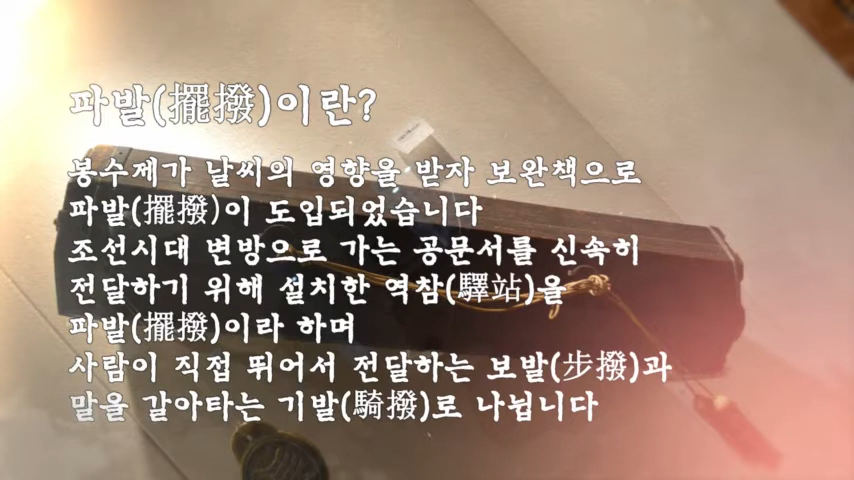 파발(擺撥)이란?
봉수제가 날씨의 영향을 받자 보완책으로
파발(擺撥)이 도입되었습니다
조선시대 변방으로 가는 공문서를 신속히
전달하기 위해 설치한 역참(驛站)을
파발(擺撥)이라 하며
사람이 직접 뛰어서 전달하는 보발(步撥)과
말을 갈아타는 기발(騎撥)로 나뉩니다